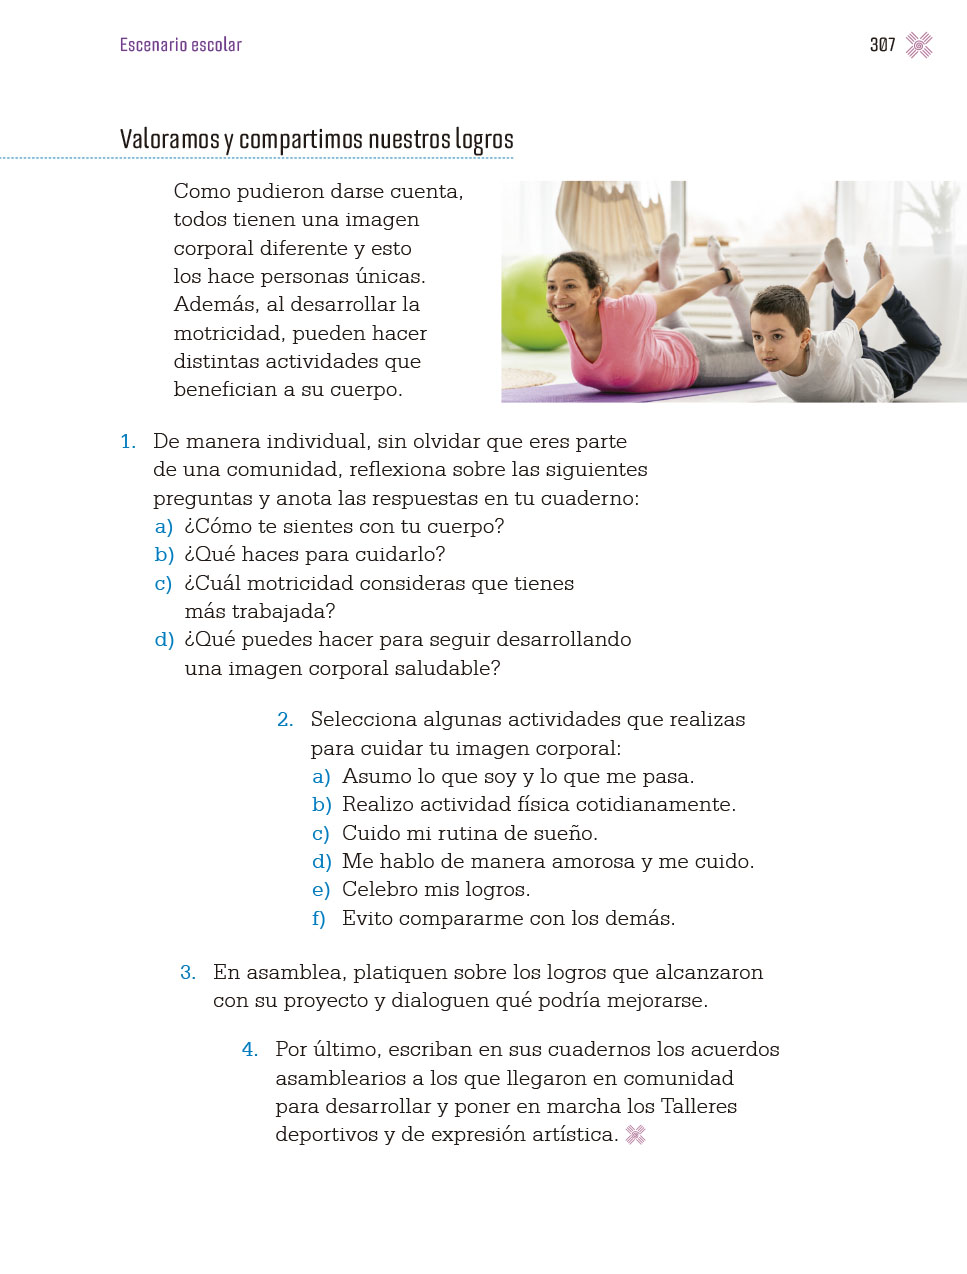 Escenario escolar
307
Valoramos y compartimos nuestros logros
Como pudieron darse cuenta,
todos tienen una imagen
corporal diferente y esto
los hace personas únicas.
Además, al desarrollar la
motricidad, pueden hacer
distintas actividades que
benefician a su cuerpo.
1. De manera individual, sin olvidar que eres parte
de una comunidad, reflexiona sobre las siguientes
preguntas y anota las respuestas en tu cuaderno:
a) ¿Cómo te sientes con tu cuerpo?
b) ¿Qué haces para cuidarlo?
c) ¿Cuál motricidad consideras que tienes
más trabajada?
d) ¿Qué puedes hacer para seguir desarrollando
una imagen corporal saludable?
2. Selecciona algunas actividades que realizas
para cuidar tu imagen corporal:
a) Asumo lo que soy y lo que me pasa.
b) Realizo actividad física cotidianamente.
c) Cuido mi rutina de sueño.
d) Me hablo de manera amorosa y me cuido.
e) Celebro mis logros.
f) Evito compararme con los demás.
3. En asamblea, platiquen sobre los logros que alcanzaron
con su proyecto y dialoguen qué podría mejorarse.
4. Por último, escriban en sus cuadernos los acuerdos
asamblearios a los que llegaron en comunidad
para desarrollar y poner en marcha los Talleres
deportivos y de expresión artística.